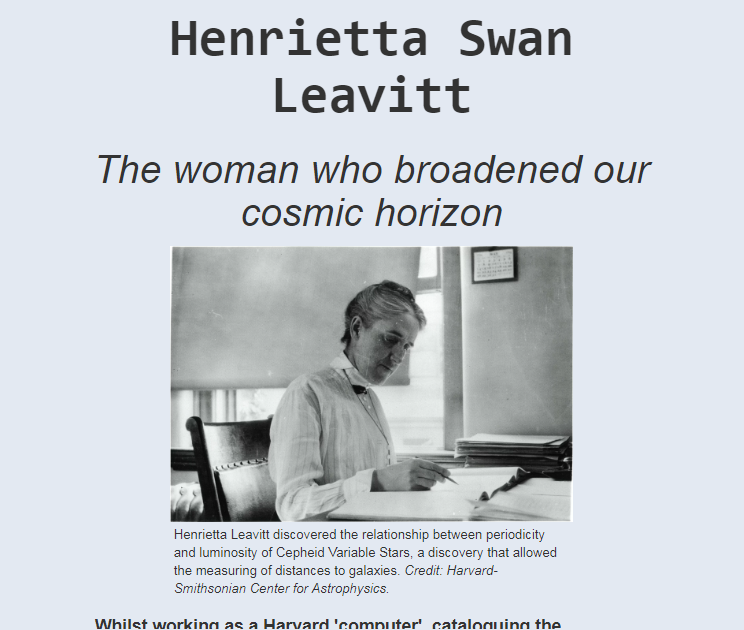 Henrietta Swan
Leavitt
The woman who broadened our
cosmic horizon
Henrietta Leavitt discovered the relationship between periodicity
and luminosity of Cepheid Variable Stars, a discovery that allowed
the measuring of distances to galaxies. Credit: Harvard-
Smithsonian Center for Astrophysics.
Whilst working as a Harvard 'computer', cataloguing the